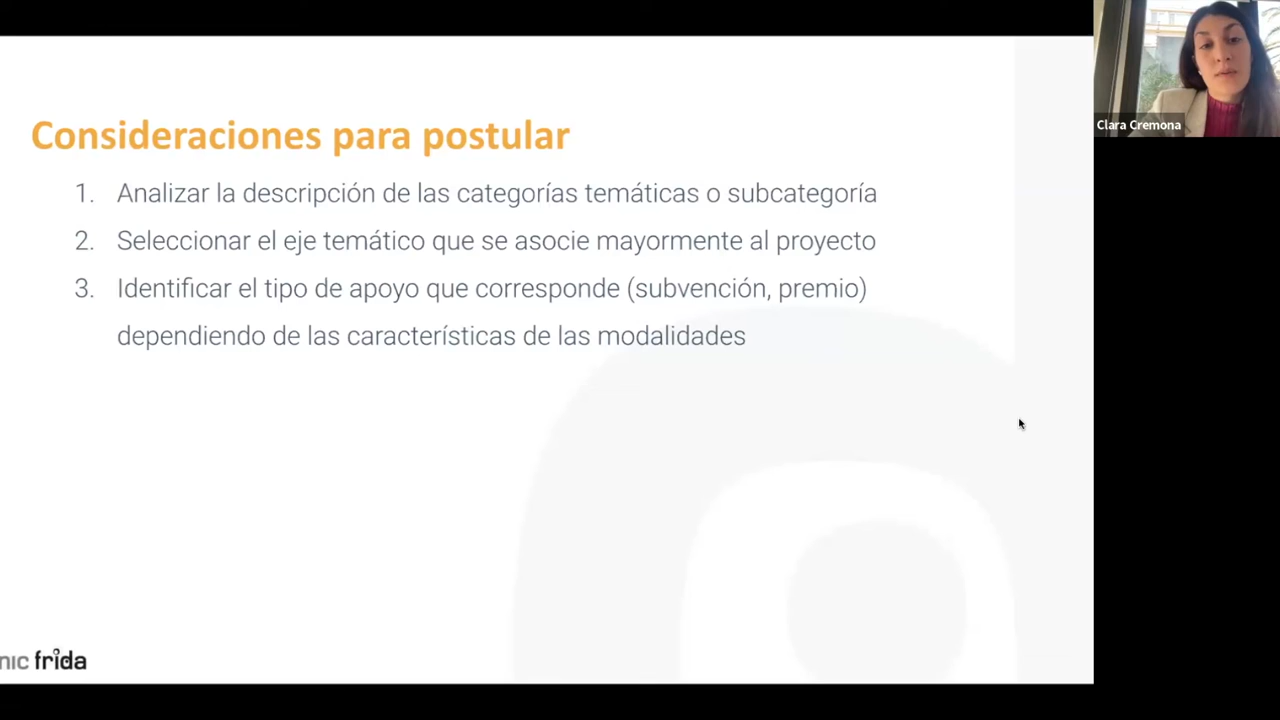 Consideraciones para postular
1. Analizar la descripción de las categorías temáticas o subcategoría
2. Seleccionar el eje temático que se asocie mayormente al proyecto
3. Identificar el tipo de apoyo que corresponde (subvención, premio)
dependiendo de las características de las modalidades
Clara Cremona
nic frida